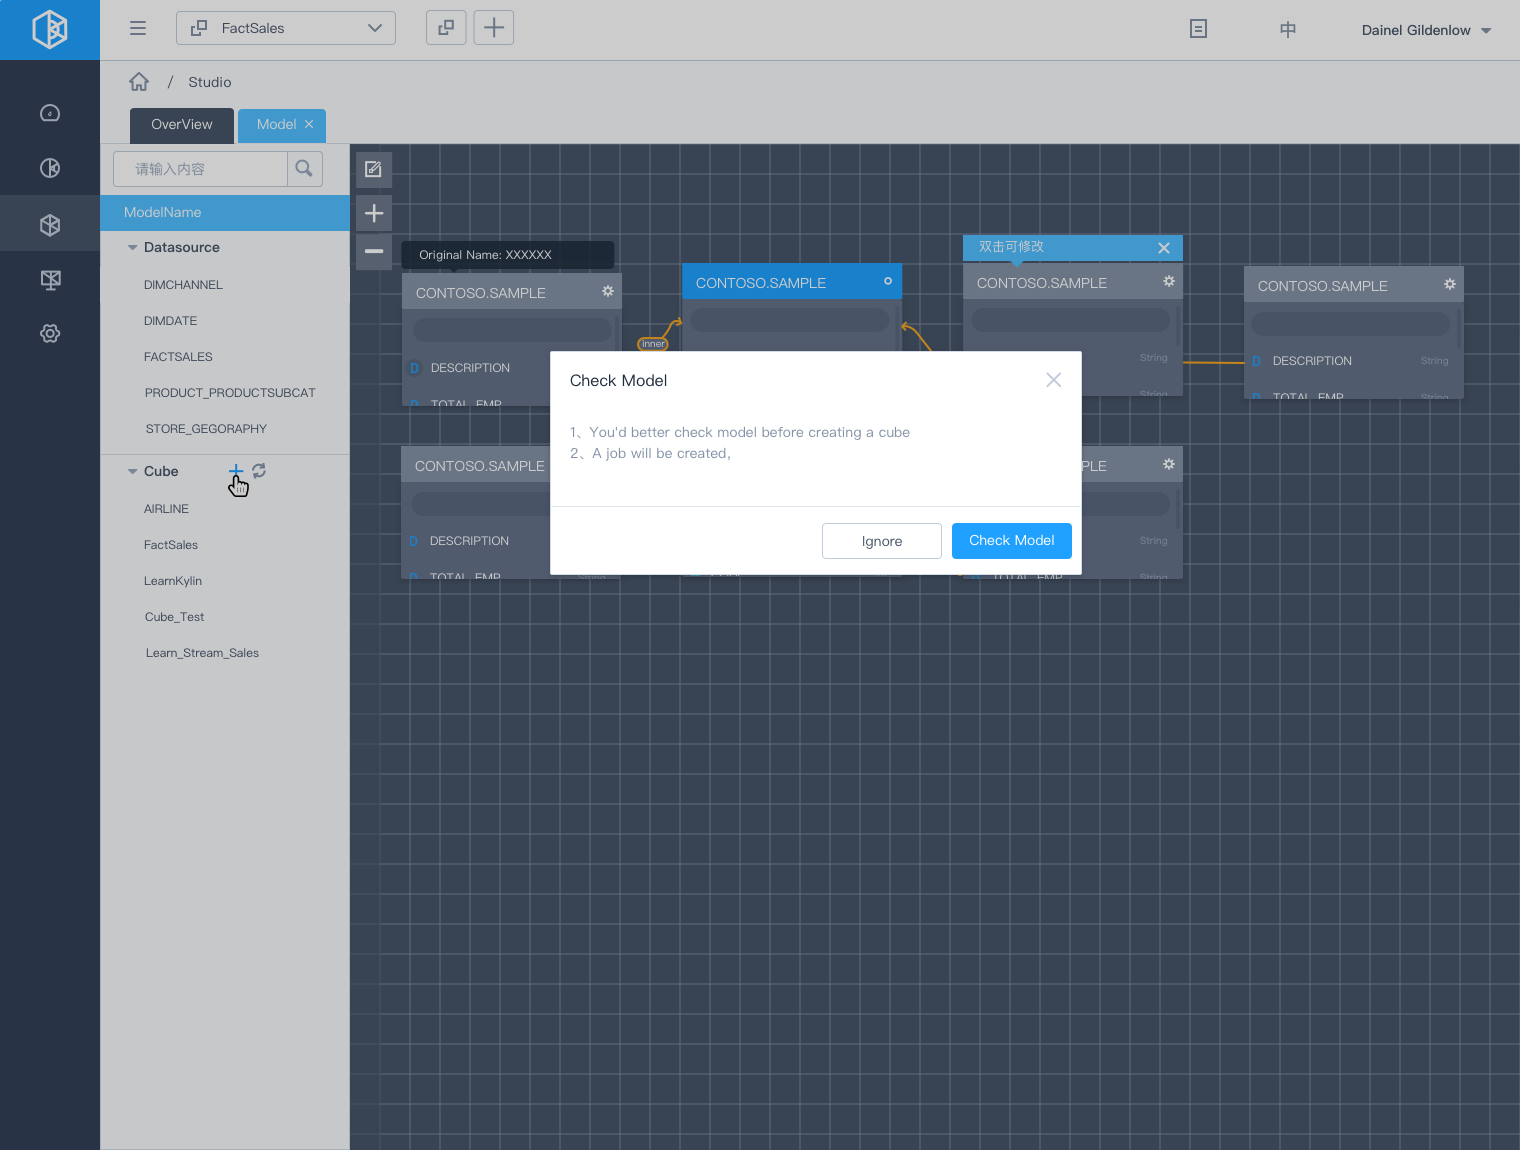 FactSales
中
Dainel Gildenlow
/ Studio
OverView
Model
请输入内容
ModelName
Datasource
DIMCHANNEL
DIMDATE
FACTSALES
PRODUCT_PRODUCTSUBCAT
STORE_GEGORAPHY
Cube
AIRLINE
FactSales
LearnKylin
Cube_Test
Learn_Stream_Sales
Original Name: XXXXXX
CONTOSO.SAMPLE
D DESCRIPTION
D TOTAL_EMP
inner
CONTOSO.SAMPLE
双击可修改
CONTOSO.SAMPLE
String
String
CONTOSO.SAMPLE
D DESCRIPTION String
D TOTAL_EMP String
CONTOSO.SAMPLE
D DESCRIPTION
D TOTAL_EMP String
PLE
String
D TOTAL_EMP String
Check Model
1、You'd better check model before creating a cube
2、A job will be created,
Ignore
Check Model